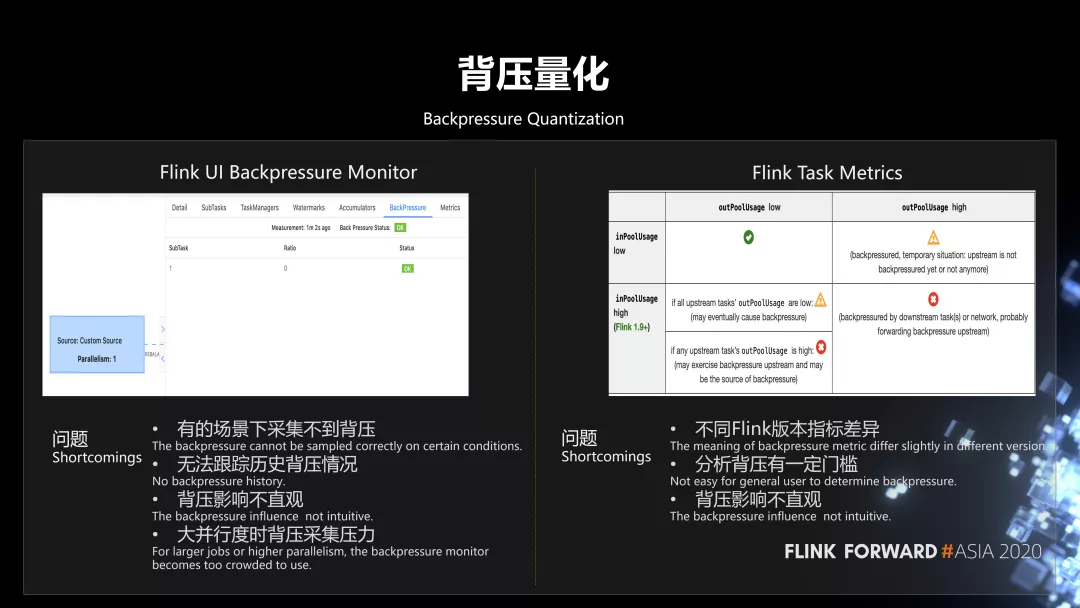 背压量化
Backpressure Quantization
Flink UI Backpressure Monitor
Detail SubTasks TaskManagers Watermarks Accumulators BackPressure Metrics
Measurement: 1m 2s ago Back Pressure Status: OK
SubTask Ratio Status
1 0 OK
Source: Custom Source
Parallelism: 1
REBALA
问题
Shortcomings
• 有的场景下采集不到背压
The backpressure cannot be sampled correctly on certain conditions.
• 无法跟踪历史背压情况
No backpressure history.
• 背压影响不直观
The backpressure influence not intuitive.
• 大并行度时背压采集压力
For larger jobs or higher parallelism, the backpressure monitor
becomes too crowded to use.
Flink Task Metrics
outPoolUsage low outPoolUsage high
inPoolUsage
low
(backpressured, temporary situation: upstream is not
backpressured yet or not anymore)
inPoolUsage
high
(Flink 1.9+)
if all upstream tasks' outPoolUsage are low:
(may eventually cause backpressure)
if any upstream task's outPoolUsage is high:
(may exercise backpressure upstream and may
be the source of backpressure)
(backpressured by downstream task(s) or network, probably
forwarding backpressure upstream)
问题
Shortcomings
• 不同Flink版本指标差异
The meaning of backpressure metric differ slightly in different version
• 分析背压有一定门槛
Not easy for general user to determine backpressure.
• 背压影响不直观
The backpressure influence not intuitive.
FLINK FORWARD #ASIA 2020